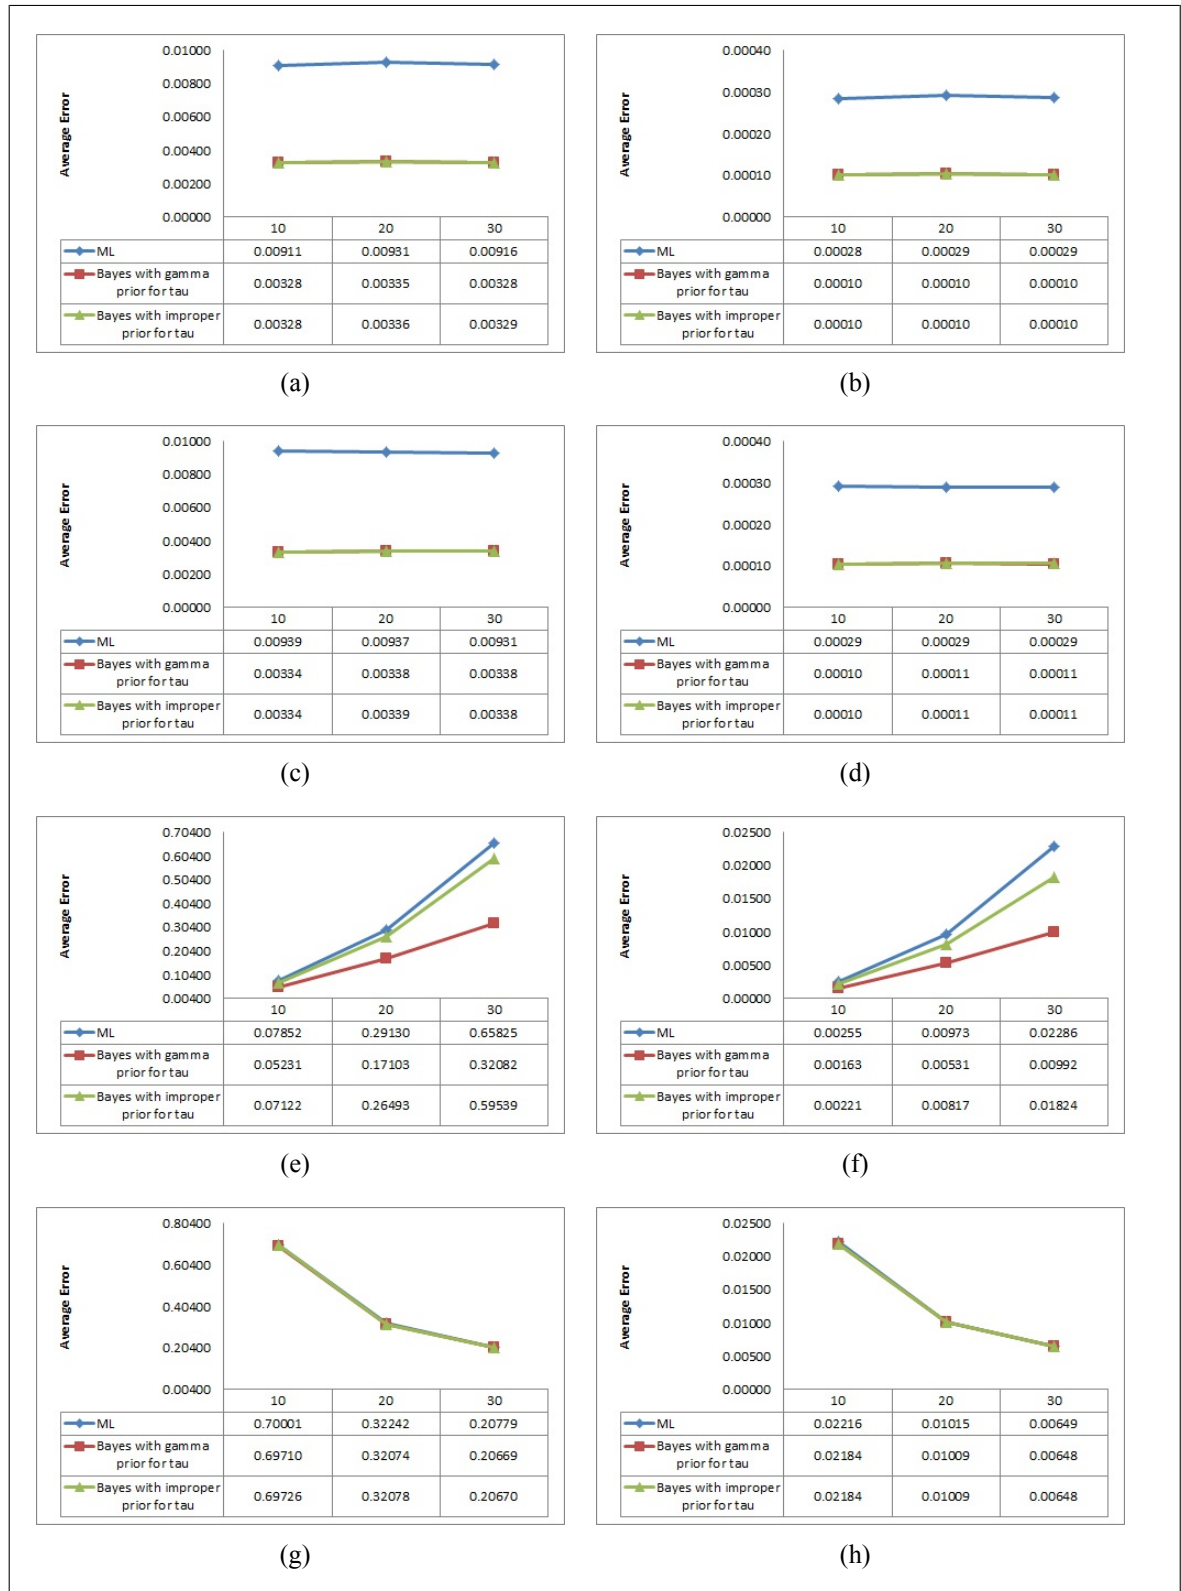 0.01000
0.00800
0.00600
0.00400
0.00200
0.00000
Average Error
10 20 30
ML 0.00911 0.00931 0.00916
Bayes with gamma
prior for tau 0.00328 0.00335 0.00328
Bayes with improper
prior for tau 0.00328 0.00336 0.00329
(a)
0.00040
0.00030
0.00020
0.00010
0.00000
Average Error
10 20 30
ML 0.00028 0.00029 0.00029
Bayes with gamma
prior for tau 0.00010 0.00010 0.00010
Bayes with improper
prior for tau 0.00010 0.00010 0.00010
(b)
0.01000
0.00800
0.00600
0.00400
0.00200
0.00000
Average Error
10 20 30
ML 0.00939 0.00937 0.00931
Bayes with gamma
prior for tau 0.00334 0.00338 0.00338
Bayes with improper
prior for tau 0.00334 0.00339 0.00338
(c)
0.00040
0.00030
0.00020
0.00010
0.00000
Average Error
10 20 30
ML 0.00029 0.00029 0.00029
Bayes with gamma
prior for tau 0.00010 0.00011 0.00011
Bayes with improper
prior for tau 0.00010 0.00011 0.00011
(d)
0.70400
0.60400
0.50400
0.40400
0.30400
0.20400
0.10400
0.00400
Average Error
10 20 30
ML 0.07852 0.29130 0.65825
Bayes with gamma
prior for tau 0.05231 0.17103 0.32082
Bayes with improper
prior for tau 0.07122 0.26493 0.59539
(e)
0.02500
0.02000
0.01500
0.01000
0.00500
0.00000
Average Error
10 20 30
ML 0.00255 0.00973 0.02286
Bayes with gamma
prior for tau 0.00163 0.00531 0.00992
Bayes with improper
prior for tau 0.00221 0.00817 0.01824
(f)
0.80400
0.60400
0.40400
0.20400
0.00400
Average Error
10 20 30
ML 0.70001 0.32242 0.20779
Bayes with gamma
prior for tau 0.69710 0.32074 0.20669
Bayes with improper
prior for tau 0.69726 0.32078 0.20670
(g)
0.02500
0.02000
0.01500
0.01000
0.00500
0.00000
Average Error
10 20 30
ML 0.02216 0.01015 0.00649
Bayes with gamma
prior for tau 0.02184 0.01009 0.00648
Bayes with improper
prior for tau 0.02184 0.01009 0.00648
(h)